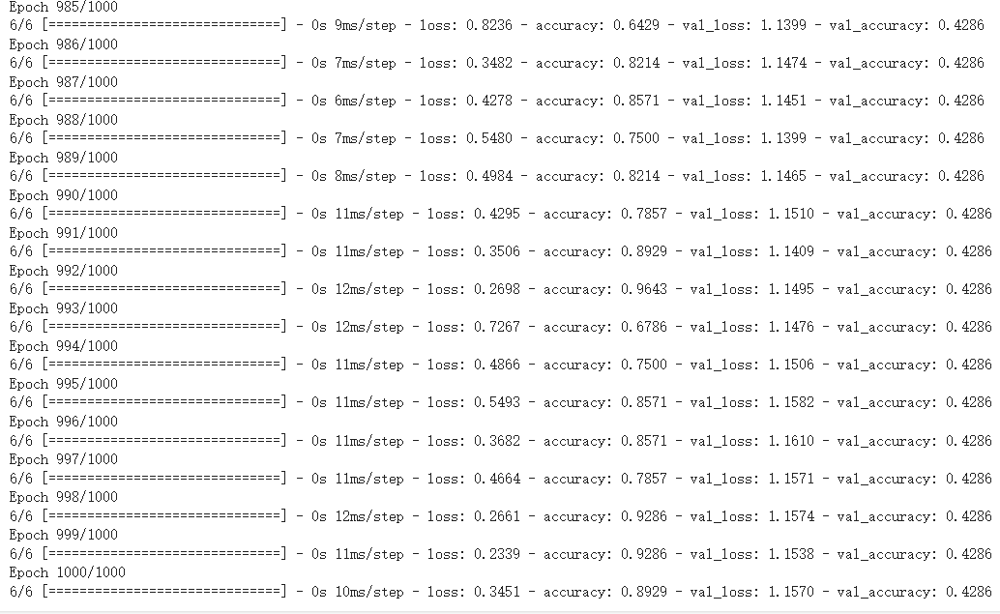 Epoch 985/1000
6/6 [==============================] - 0s 9ms/step - loss: 0.8236 - accuracy: 0.6429 - val_loss: 1.1399 - val_accuracy: 0.4286
Epoch 986/1000
6/6 [==============================] - 0s 7ms/step - loss: 0.3482 - accuracy: 0.8214 - val_loss: 1.1474 - val_accuracy: 0.4286
Epoch 987/1000
6/6 [==============================] - 0s 6ms/step - loss: 0.4278 - accuracy: 0.8571 - val_loss: 1.1451 - val_accuracy: 0.4286
Epoch 988/1000
6/6 [==============================] - 0s 7ms/step - loss: 0.5480 - accuracy: 0.7500 - val_loss: 1.1399 - val_accuracy: 0.4286
Epoch 989/1000
6/6 [==============================] - 0s 8ms/step - loss: 0.4984 - accuracy: 0.8214 - val_loss: 1.1465 - val_accuracy: 0.4286
Epoch 990/1000
6/6 [==============================] - 0s 11ms/step - loss: 0.4295 - accuracy: 0.7857 - val_loss: 1.1510 - val_accuracy: 0.4286
Epoch 991/1000
6/6 [==============================] - 0s 11ms/step - loss: 0.3506 - accuracy: 0.8929 - val_loss: 1.1409 - val_accuracy: 0.4286
Epoch 992/1000
6/6 [==============================] - 0s 12ms/step - loss: 0.2698 - accuracy: 0.9643 - val_loss: 1.1495 - val_accuracy: 0.4286
Epoch 993/1000
6/6 [==============================] - 0s 12ms/step - loss: 0.7267 - accuracy: 0.6786 - val_loss: 1.1476 - val_accuracy: 0.4286
Epoch 994/1000
6/6 [==============================] - 0s 11ms/step - loss: 0.4866 - accuracy: 0.7500 - val_loss: 1.1506 - val_accuracy: 0.4286
Epoch 995/1000
6/6 [==============================] - 0s 11ms/step - loss: 0.5493 - accuracy: 0.8571 - val_loss: 1.1582 - val_accuracy: 0.4286
Epoch 996/1000
6/6 [==============================] - 0s 11ms/step - loss: 0.3682 - accuracy: 0.8571 - val_loss: 1.1610 - val_accuracy: 0.4286
Epoch 997/1000
6/6 [==============================] - 0s 11ms/step - loss: 0.4664 - accuracy: 0.7857 - val_loss: 1.1571 - val_accuracy: 0.4286
Epoch 998/1000
6/6 [==============================] - 0s 12ms/step - loss: 0.2661 - accuracy: 0.9286 - val_loss: 1.1574 - val_accuracy: 0.4286
Epoch 999/1000
6/6 [==============================] - 0s 11ms/step - loss: 0.2339 - accuracy: 0.9286 - val_loss: 1.1538 - val_accuracy: 0.4286
Epoch 1000/1000
6/6 [==============================] - 0s 10ms/step - loss: 0.3451 - accuracy: 0.8929 - val_loss: 1.1570 - val_accuracy: 0.4286